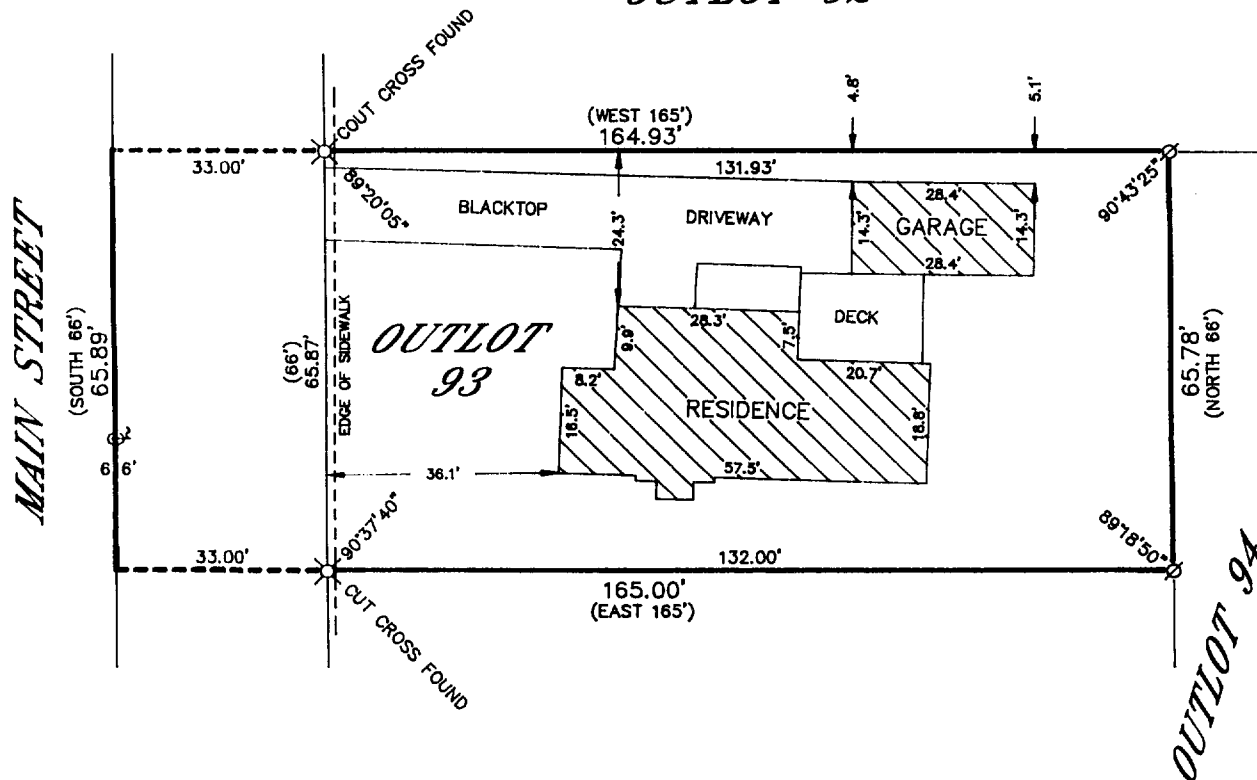 COUT CROSS FOUND
4.8'
5.1'
(WEST 165')
164.93'
33.00'
131.93'
89°20'05"
90°43'25"
BLACKTOP
DRIVEWAY
24.3'
28.4'
14.3'
GARAGE
14.3'
28.4'
MAIN STREET
(SOUTH 66')
65.89'
(66')
65.87'
EDGE OF SIDEWALK
OUTLOT
93
28.3'
9.9'
7.5'
DECK
20.7'
8.2'
16.5'
RESIDENCE
18.8'
57.5'
36.1'
65.78'
(NORTH 66')
90°37'40"
89°18'50"
33.00'
132.00'
165.00'
(EAST 165')
CUT CROSS FOUND
OUTLOT 94